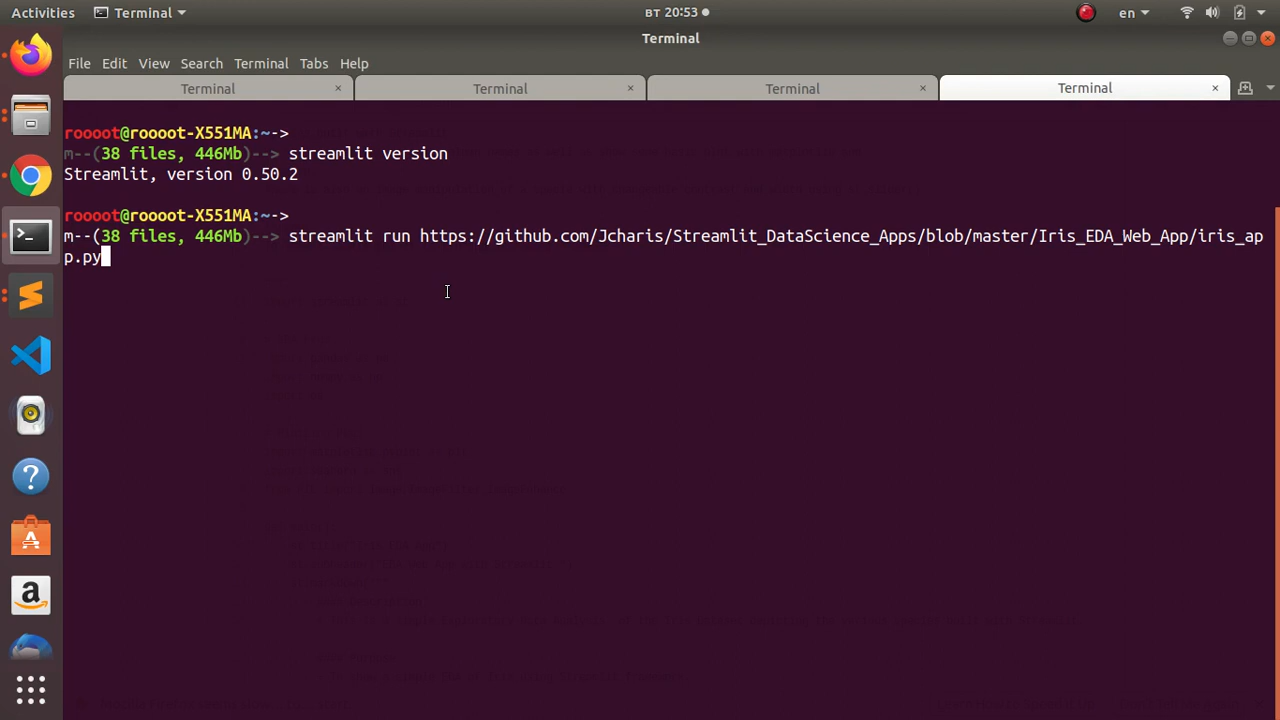 Activities Terminal вт 20:53 en
Terminal
File Edit View Search Terminal Tabs Help
Terminal × Terminal × Terminal × Terminal ×
roooot@roooot-X551MA:~->
m--(38 files, 446Mb)--> streamlit version
Streamlit, version 0.50.2
roooot@roooot-X551MA:~->
m--(38 files, 446Mb)--> streamlit run https://github.com/Jcharis/Streamlit_DataScience_Apps/blob/master/Iris_EDA_Web_App/iris_ap
p.py